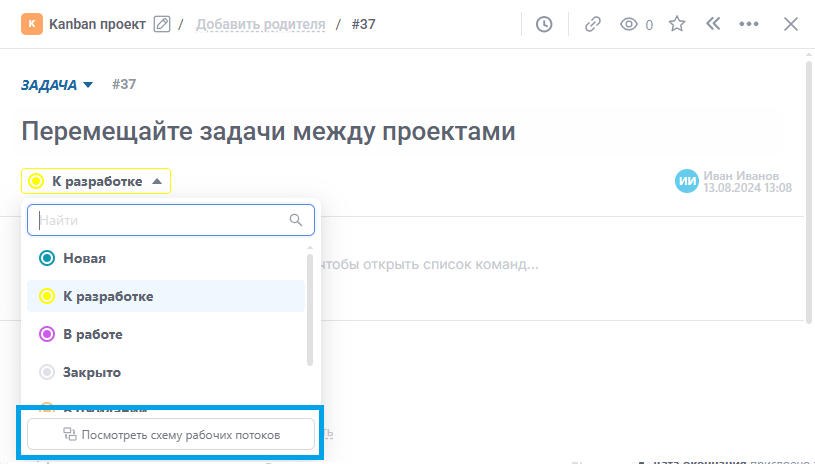 К Kanban проект / Добавить родителя / #37 0
ЗАДАЧА #37
Перемещайте задачи между проектами
К разработке
ИИ Иван Иванов
13.08.2024 13:08
Найти
Новая
чтобы открыть список команд...
К разработке
В работе
Закрыто
В ожидании
Посмотреть схему рабочих потоков